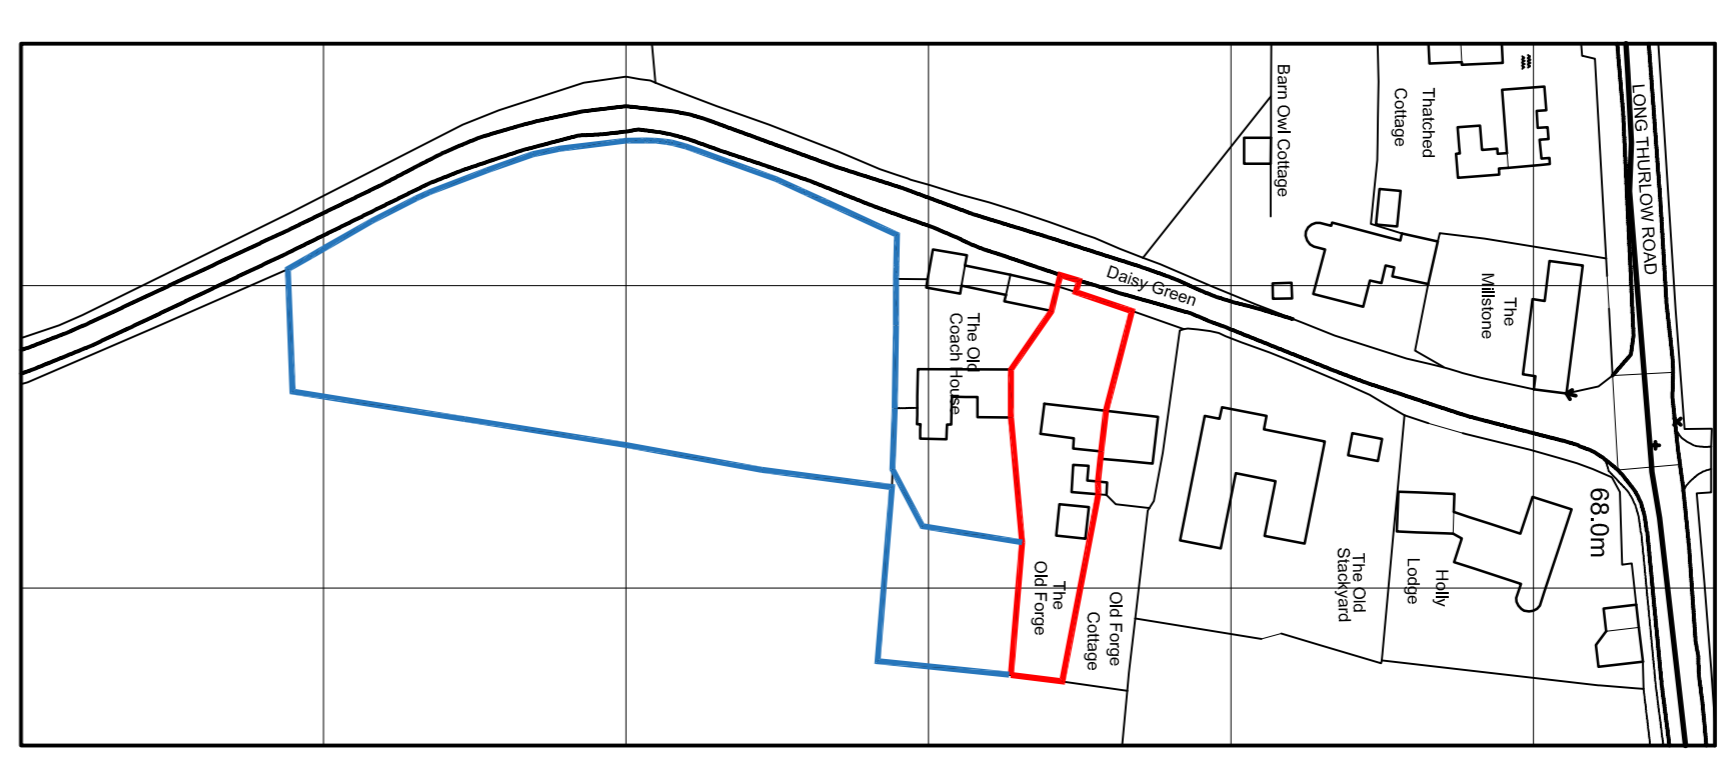 Barn Owl Cottage
Thatched
Cottage
LONG THURLOW ROAD
The
Millstone
Daisy Green
The Old
Coach House
68.0m
The
Old Forge
Old Forge
Cottage
The Old
Stackyard
Holly
Lodge